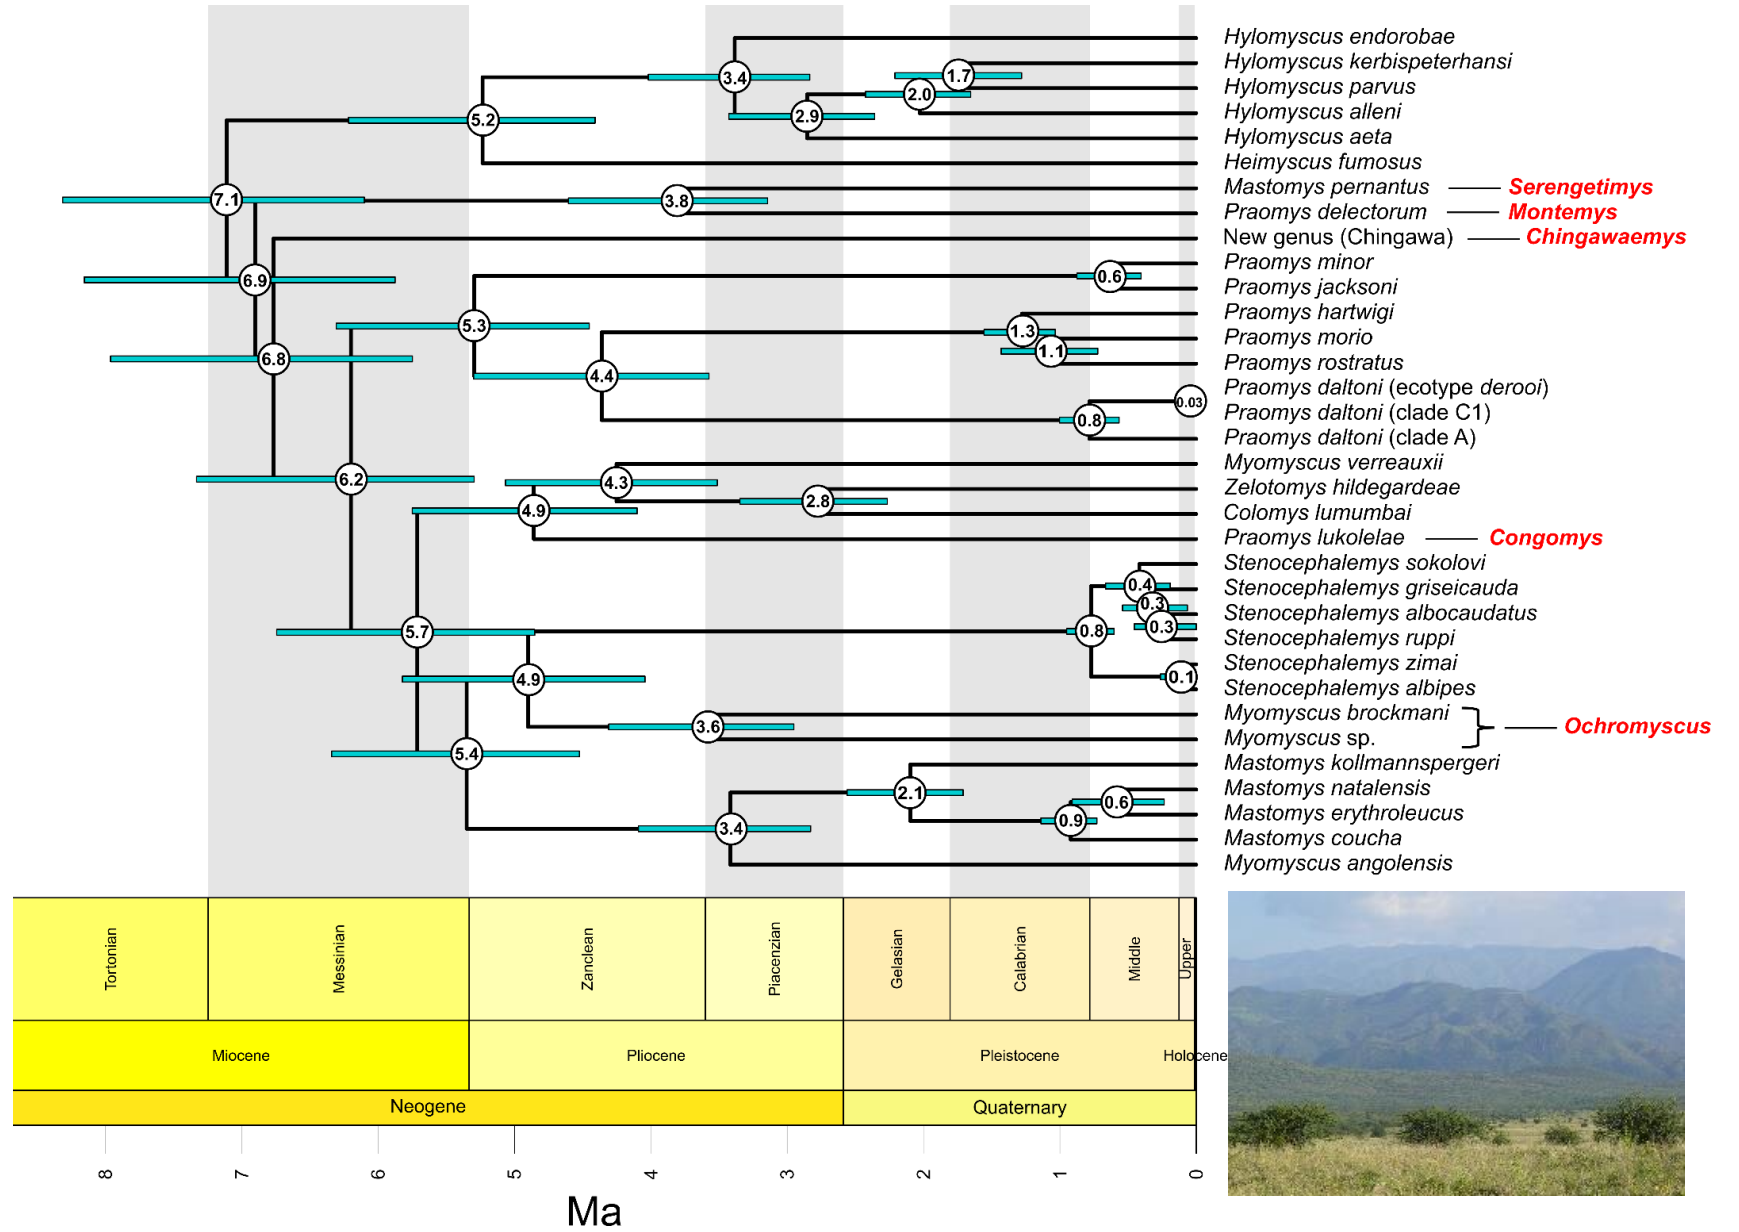 Hylomyscus endorobae
Hylomyscus kerbispeterhansi
Hylomyscus parvus
Hylomyscus alleni
Hylomyscus aeta
Heimyscus fumosus
Mastomys pernantus Serengetimys
Praomys delectorum Montemys
New genus (Chingawa) Chingawaemys
Praomys minor
Praomys jacksoni
Praomys hartwigi
Praomys morio
Praomys rostratus
Praomys daltoni (ecotype derooi)
Praomys daltoni (clade C1)
Praomys daltoni (clade A)
Myomyscus verreauxii
Zelotomys hildegardeae
Colomys lumumbai
Praomys lukolelae Congomys
Stenocephalemys sokolovi
Stenocephalemys griseicauda
Stenocephalemys albocaudatus
Stenocephalemys ruppi
Stenocephalemys zimai
Stenocephalemys albipes
Myomyscus brockmani
Ochromyscus
Myomyscus sp.
Mastomys kollmannspergeri
Mastomys natalensis
Mastomys erythroleucus
Mastomys coucha
Myomyscus angolensis
3.4
1.7
2.0
2.9
5.2
7.1
3.8
6.9
0.6
5.3
1.3
1.1
6.8
4.4
0.03
0.8
6.2
4.3
2.8
4.9
0.4
0.3
0.3
5.7
0.8
4.9
0.1
3.6
5.4
2.1
0.6
0.9
3.4
Tortonian
Messinian
Zanclean
Piacenzian
Gelasian
Calabrian
Middle
Upper
Miocene
Pliocene
Pleistocene
Holocene
Neogene
Quaternary
8
7
6
5
4
3
2
1
0
Ma